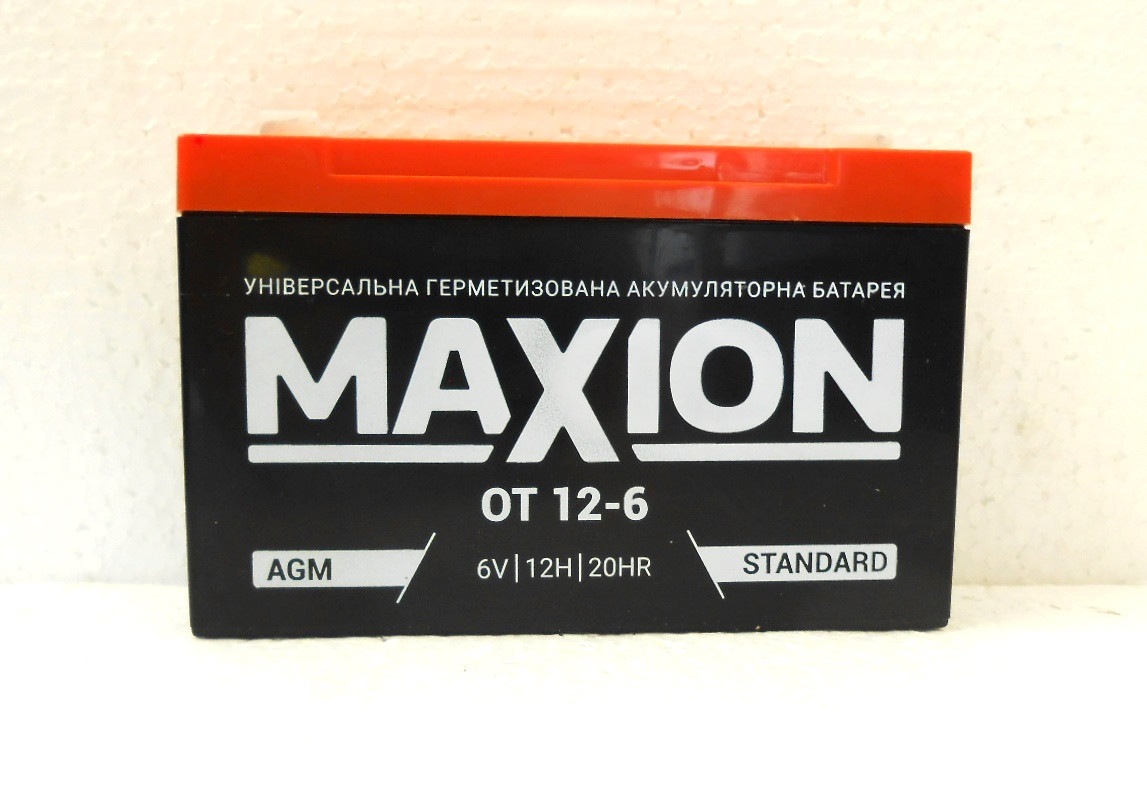 УНІВЕРСАЛЬНА ГЕРМЕТИЗОВАНА АКУМУЛЯТОРНА БАТАРЕЯ
MAXION
OT 12-6
AGM 6V|12H|20HR STANDARD